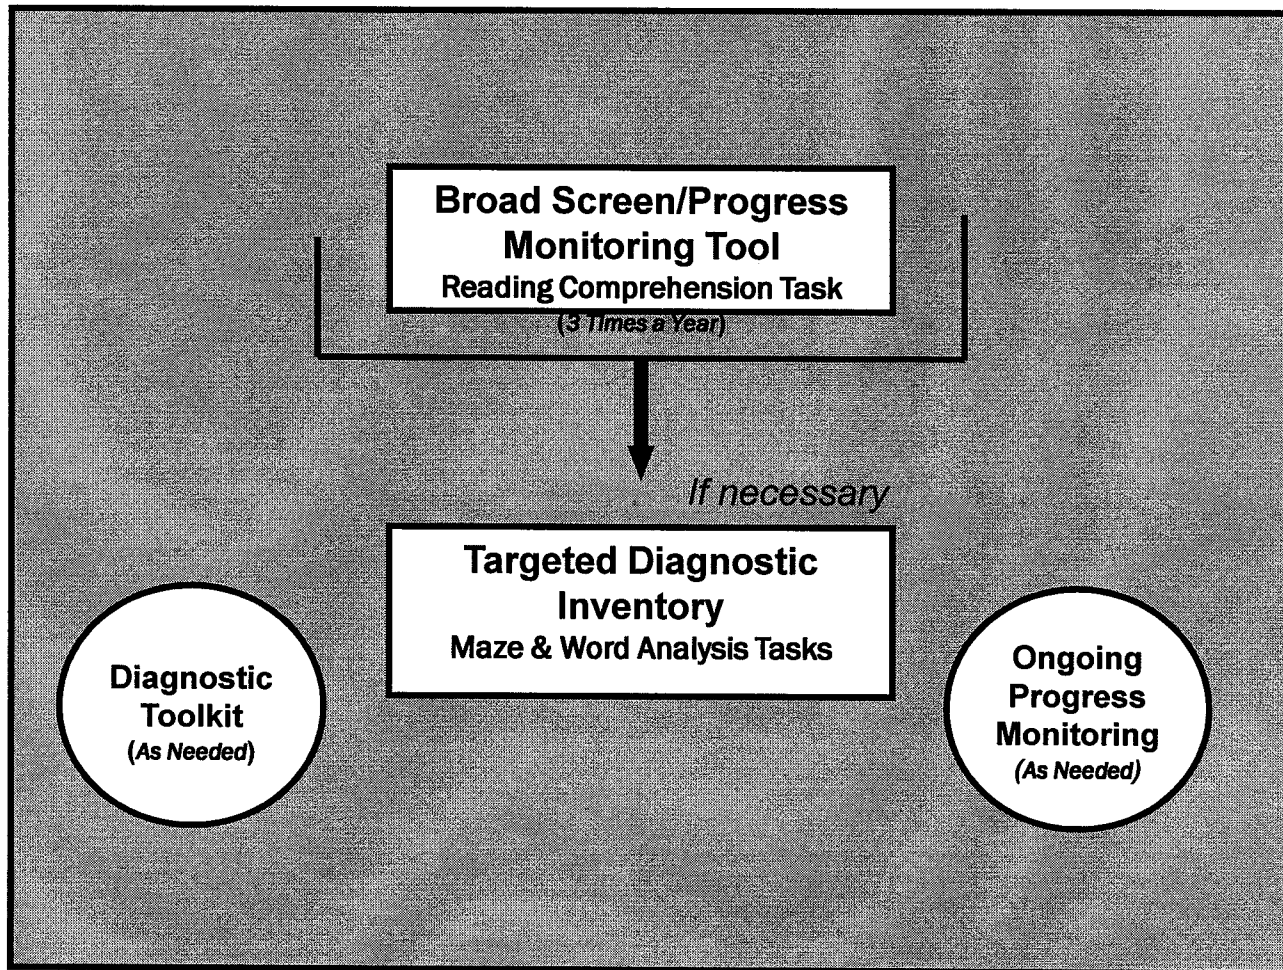 Broad Screen/Progress
Monitoring Tool
Reading Comprehension Task
(3 Times a Year)
If necessary
Targeted Diagnostic
Inventory
Maze & Word Analysis Tasks
Diagnostic
Toolkit
(As Needed)
Ongoing
Progress
Monitoring
(As Needed)